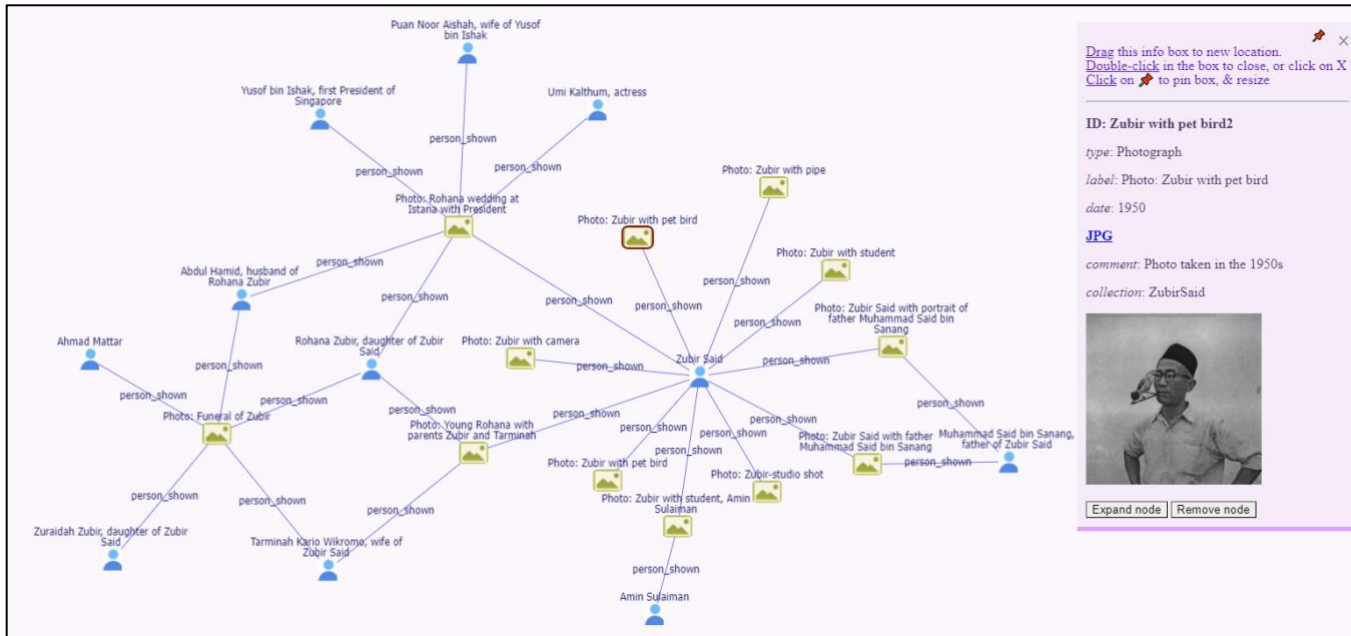 Puan Noor Aishah, wife of Yusof
bin Ishak
Yusof bin Ishak, first President of
Singapore
Umi Kalthum, actress
person_shown
person_shown
person_shown
Photo: Rohana wedding at
Istana with President
Photo: Zubir with pipe
Photo: Zubir with pet bird
Photo: Zubir with student
Abdul Hamid, husband of
Rohana Zubir
person_shown
person_shown
person_shown
person_shown
person_shown
person_shown
Photo: Zubir Said with portrait of
father Muhammad Said bin
Sanang
Ahmad Mattar
Rohana Zubir, daughter of Zubir
Said
Photo: Zubir with camera
Zubir Said
person_shown
person_shown
person_shown
person_shown
person_shown
person_shown
person_shown
Photo: Funeral of Zubir
Photo: Young Rohana with
parents Zubir and Tarminah
person_shown
person_shown
person_shown
person_shown
person_shown
Photo: Zubir Said with father
Muhammad Said bin Sanang
Muhammad Said bin Sanang,
father of Zubir Said
person_shown
Photo: Zubir with pet bird
Photo: Zubir-studio shot
person_shown
person_shown
person_shown
Photo: Zubir with student, Amin
Sulaiman
Zuraidah Zubir, daughter of Zubir
Said
Tarminah Kario Wikromo, wife of
Zubir Said
person_shown
Amin Sulaiman
Drag this info box to new location.
Double-click in the box to close, or click on X
Click on to pin box, & resize
ID: Zubir with pet bird2
type: Photograph
label: Photo: Zubir with pet bird
date: 1950
JPG
comment: Photo taken in the 1950s
collection: ZubirSaid
Expand node
Remove node